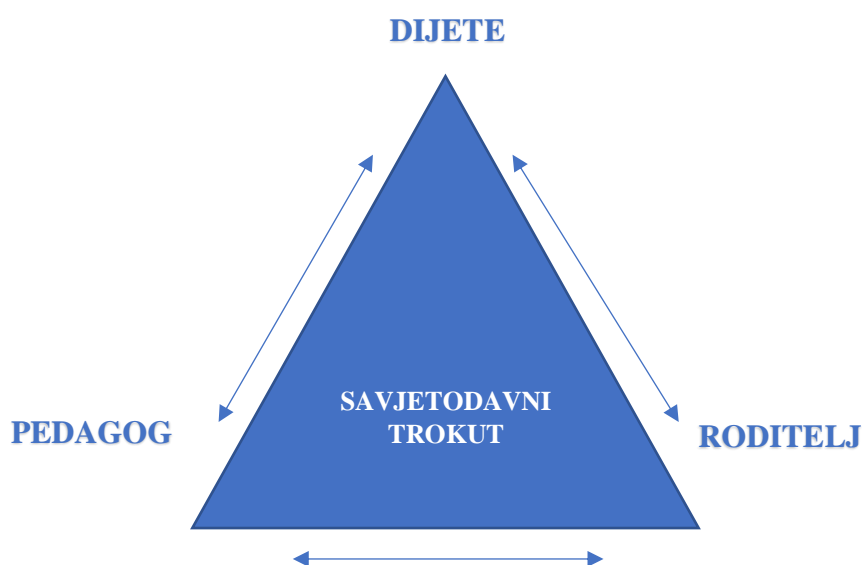 DIJETE
SAVJETODAVNI
TROKUT
PEDAGOG
RODITELJ